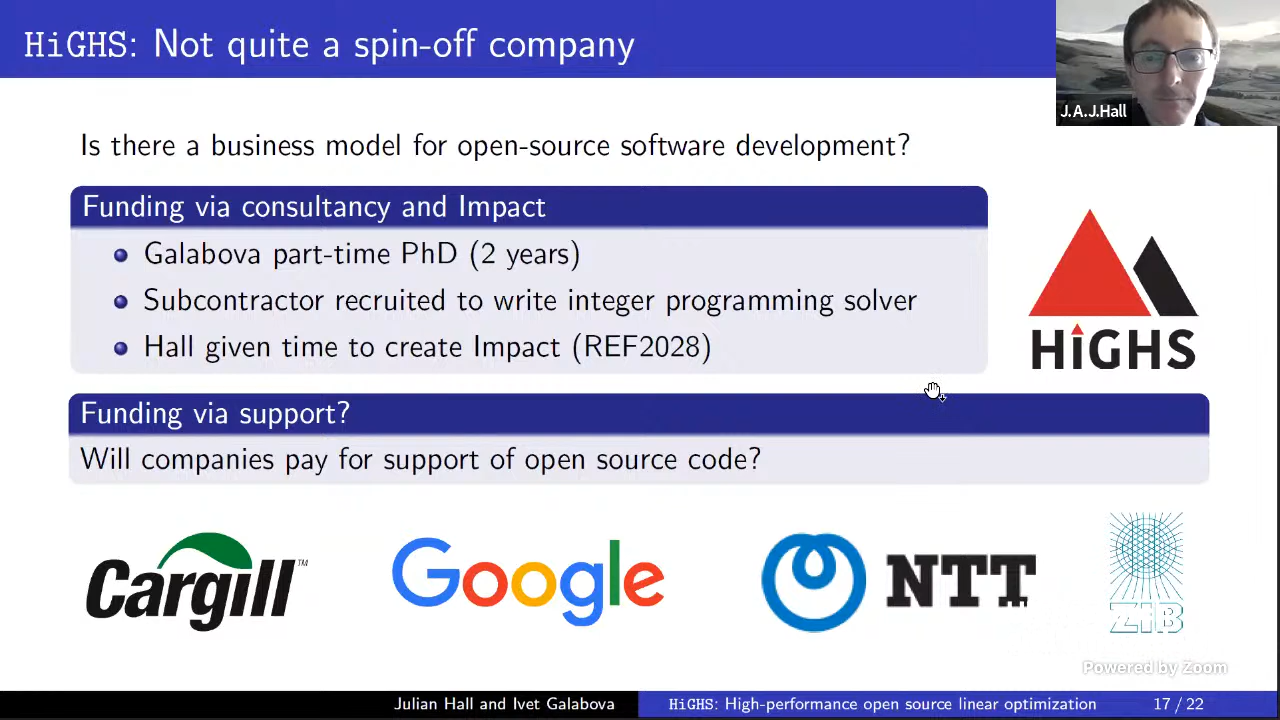 HiGHS: Not quite a spin-off company
J.A.J.Hall
Is there a business model for open-source software development?
Funding via consultancy and Impact
Galabova part-time PhD (2 years)
Subcontractor recruited to write integer programming solver
Hall given time to create Impact (REF2028)
HiGHS
Funding via support?
Will companies pay for support of open source code?
Cargill™
Google
NTT
ZIB
Powered by Zoom
Julian Hall and Ivet Galabova
HiGHS: High-performance open source linear optimization
17 / 22